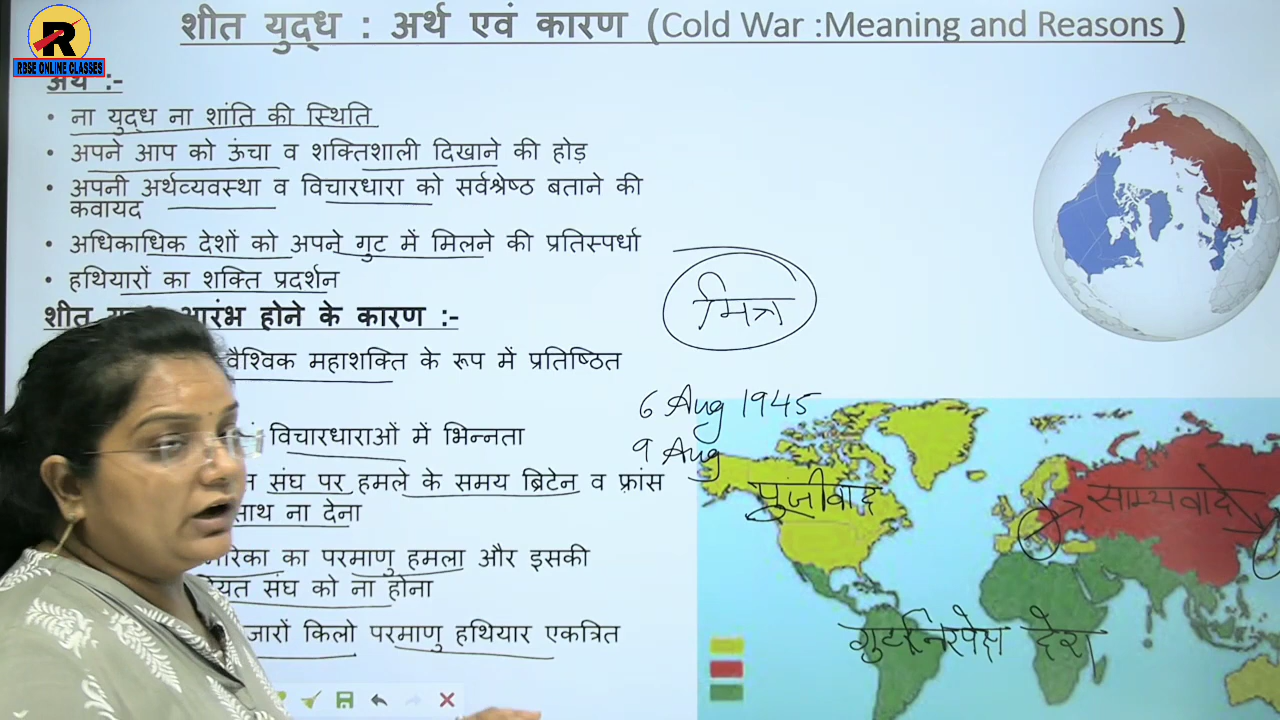 शीत युद्ध : अर्थ एवं कारण (Cold War :Meaning and Reasons )
R
RBSE ONLINE CLASSES
अर्थ :-
• ना युद्ध ना शांति की स्थिति
• अपने आप को ऊंचा व शक्तिशाली दिखाने की होड़
• अपनी अर्थव्यवस्था व विचारधारा को सर्वश्रेष्ठ बताने की
कवायद
• अधिकाधिक देशों को अपने गुट में मिलने की प्रतिस्पर्धा
• हथियारों का शक्ति प्रदर्शन
मित्र
शीत आरंभ होने के कारण :-
वैश्विक महाशक्ति के रूप में प्रतिष्ठित
6 Aug 1945
विचारधाराओं में भिन्नता
9 Aug
संघ पर हमले के समय ब्रिटेन व फ्रांस
पूंजीवाद
साम्यवादी
साथ ना देना
का परमाणु हमला और इसकी
संघ को ना होना
किलो परमाणु हथियार एकत्रित
गुटनिरपेक्ष देश